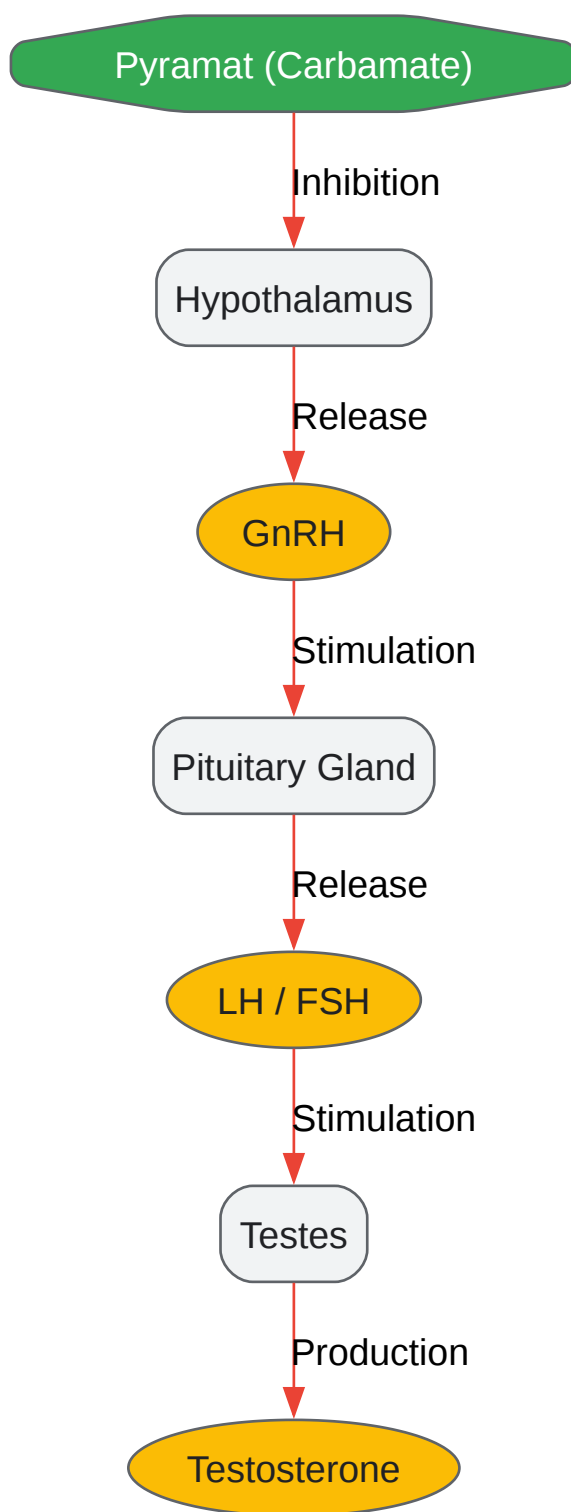 Pyramat (Carbamate)
Inhibition
Hypothalamus
Release
GnRH
Stimulation
Pituitary Gland
Release
LH / FSH
Stimulation
Testes
Production
Testosterone